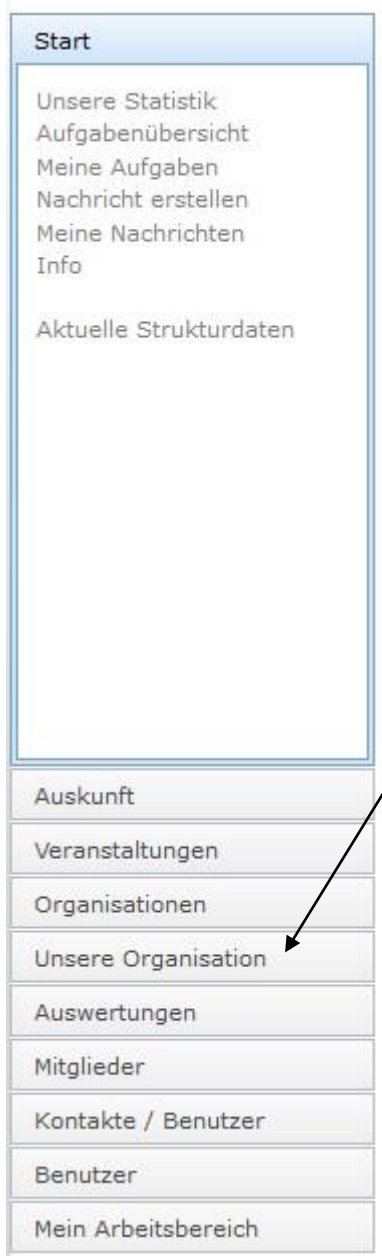 Start
Unsere Statistik
Aufgabenübersicht
Meine Aufgaben
Nachricht erstellen
Meine Nachrichten
Info
Aktuelle Strukturdaten
Auskunft
Veranstaltungen
Organisationen
Unsere Organisation
Auswertungen
Mitglieder
Kontakte / Benutzer
Benutzer
Mein Arbeitsbereich